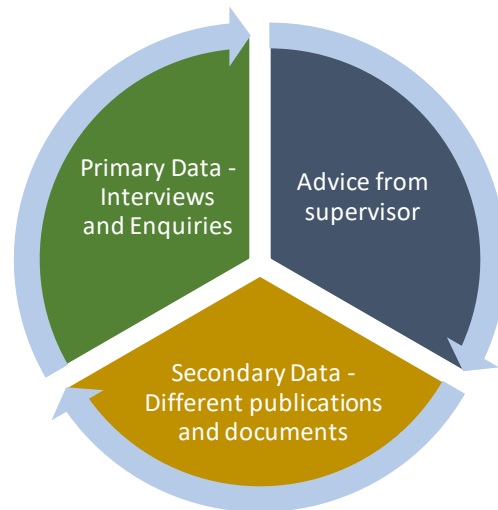 Primary Data -
Interviews
and Enquiries
Advice from
supervisor
Secondary Data -
Different publications
and documents